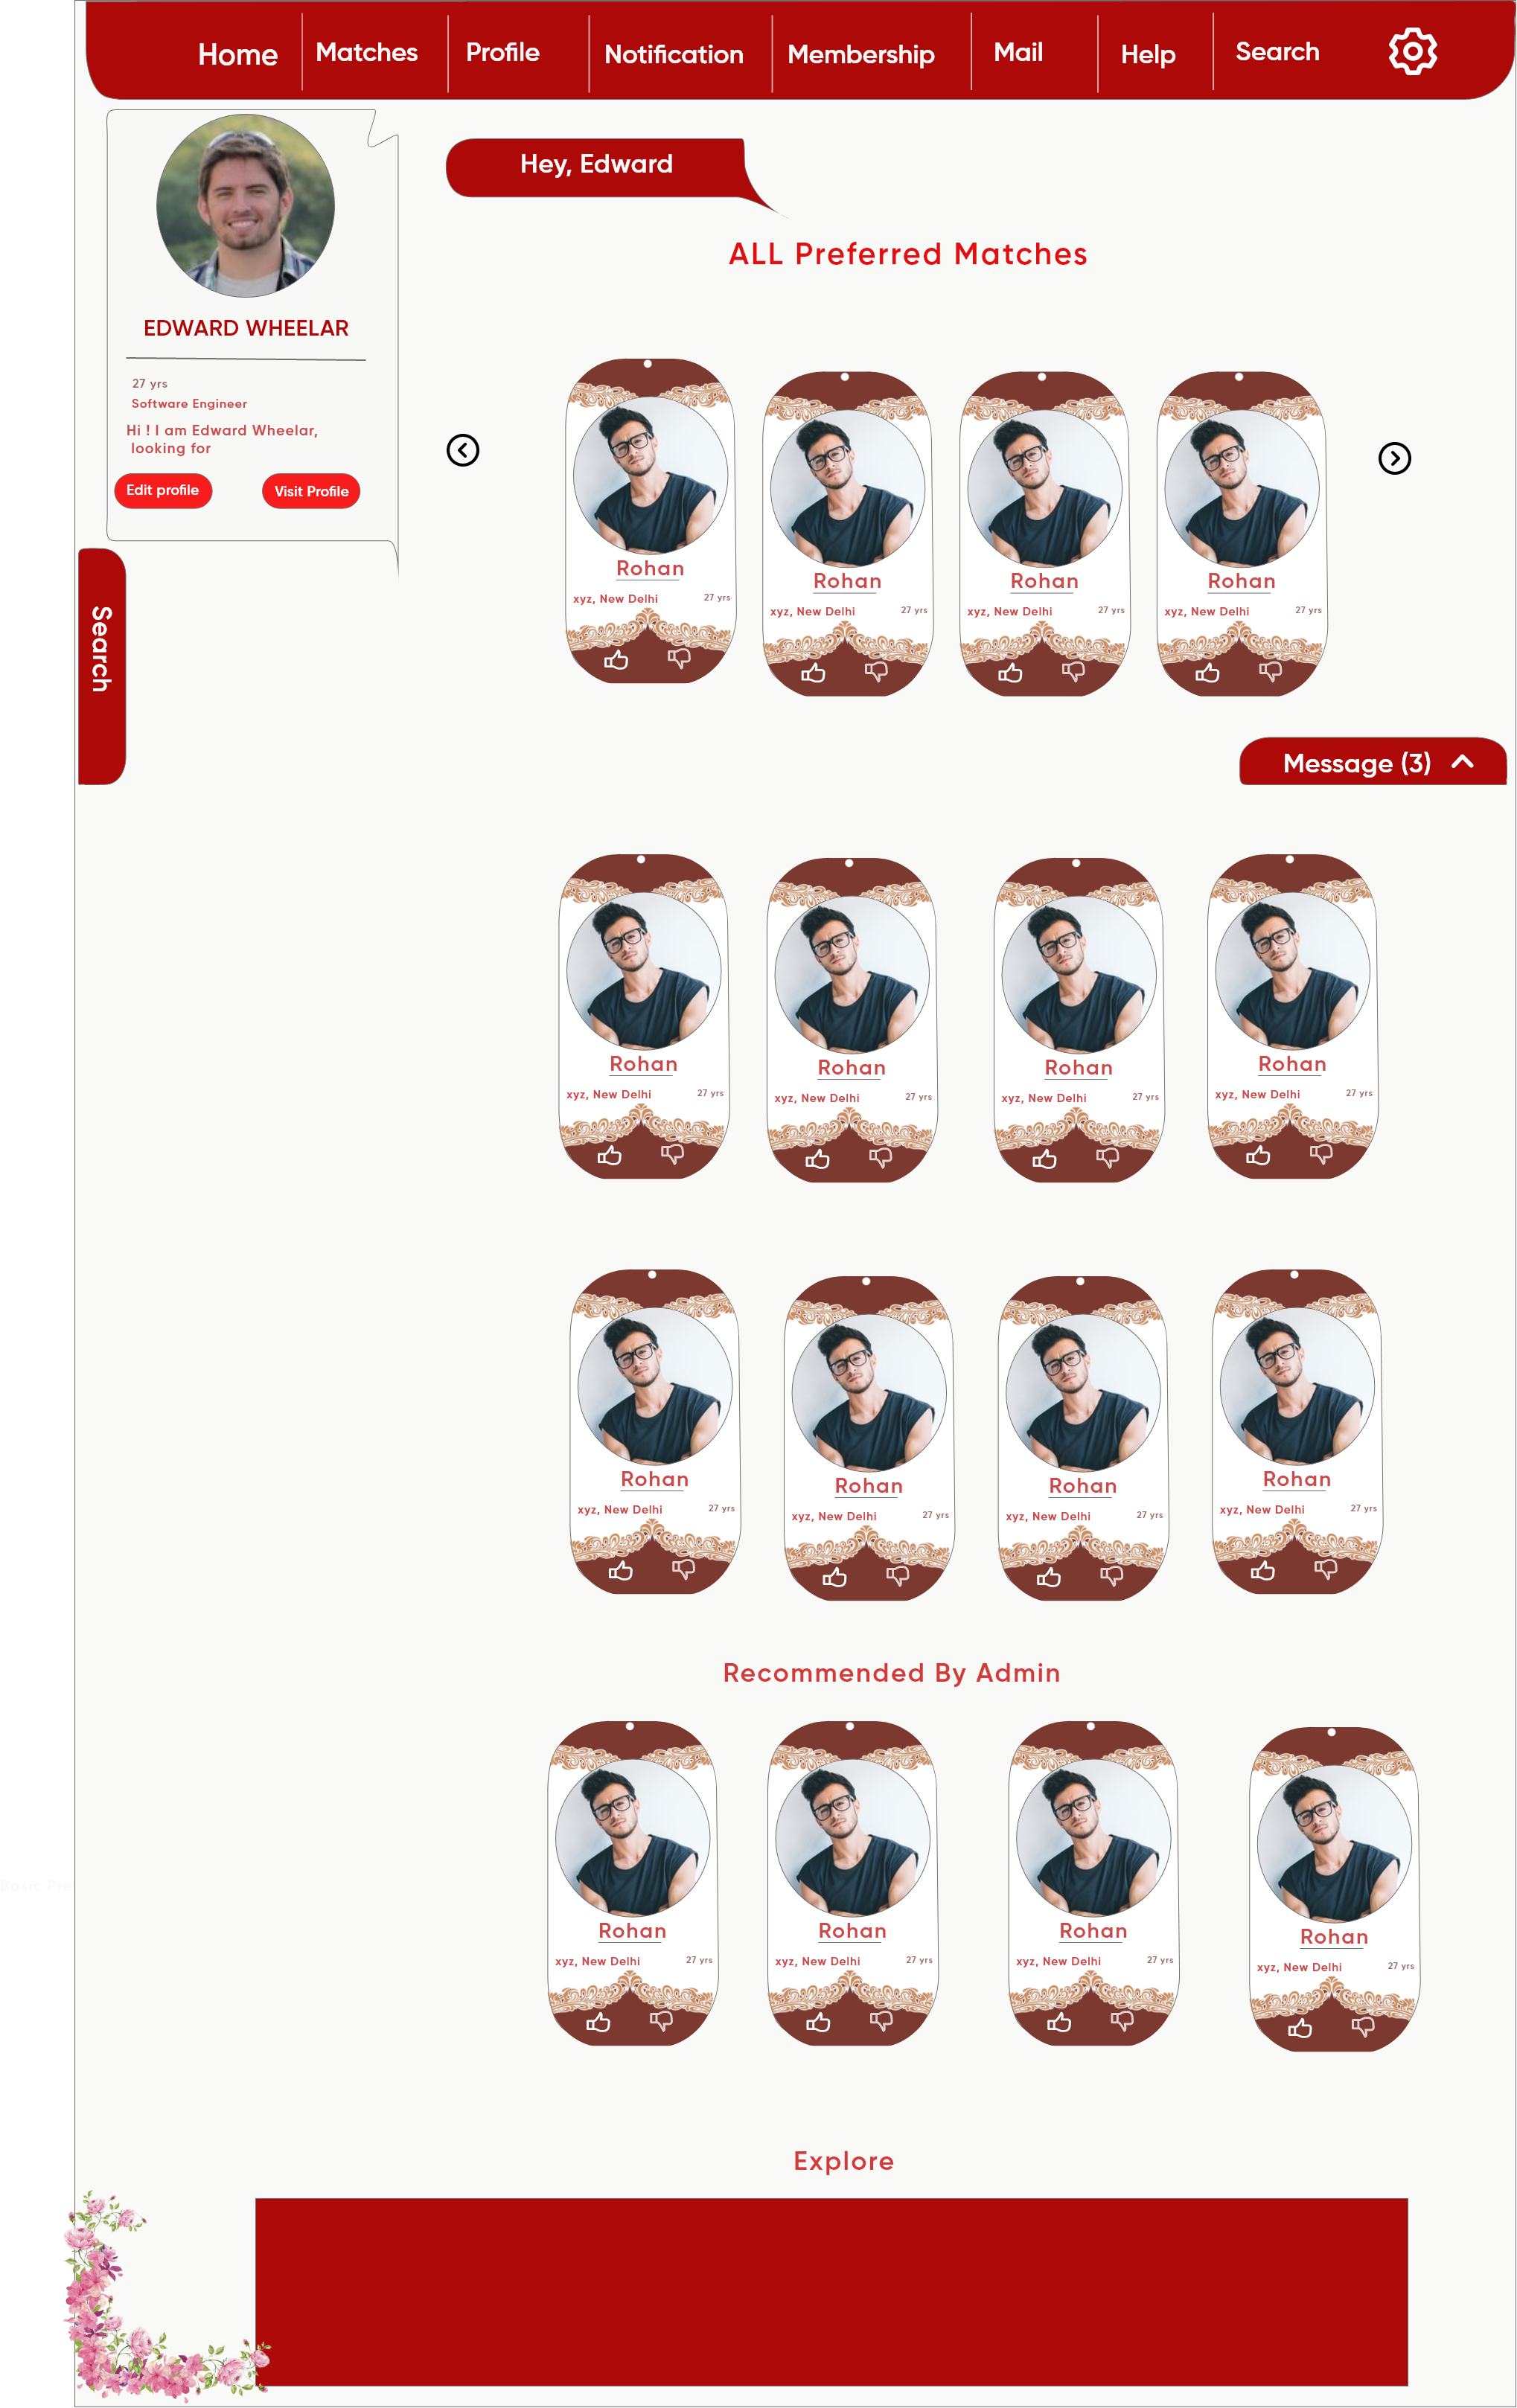 Home Matches Profile Notification Membership Mail Help Search
Hey, Edward
ALL Preferred Matches
EDWARD WHEELAR
27 yrs
Software Engineer
Hi ! I am Edward Wheelar,
looking for
Edit profile Visit Profile
Search
Rohan Rohan Rohan Rohan
xyz, New Delhi 27 yrs xyz, New Delhi 27 yrs xyz, New Delhi 27 yrs xyz, New Delhi 27 yrs
Message (3)
Rohan Rohan Rohan Rohan
xyz, New Delhi 27 yrs xyz, New Delhi 27 yrs xyz, New Delhi 27 yrs xyz, New Delhi 27 yrs
Rohan Rohan Rohan Rohan
xyz, New Delhi 27 yrs xyz, New Delhi 27 yrs xyz, New Delhi 27 yrs xyz, New Delhi 27 yrs
Recommended By Admin
Rohan Rohan Rohan Rohan
xyz, New Delhi 27 yrs xyz, New Delhi 27 yrs xyz, New Delhi 27 yrs xyz, New Delhi 27 yrs
Explore